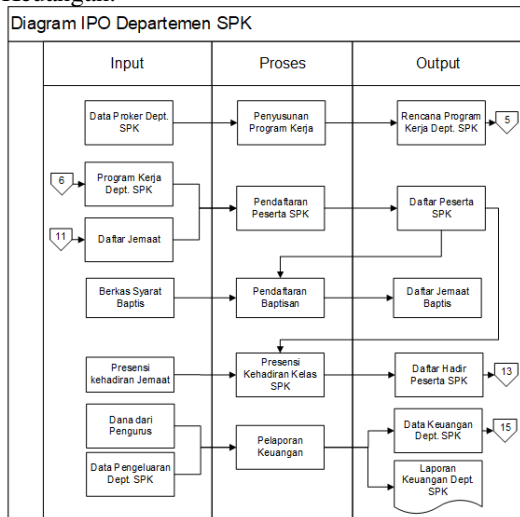 Keuangan.
Diagram IPO Departemen SPK
Input
Proses
Output
Data Proker Dept.
SPK
Penyusunan
Program Kerja
Rencana Program
Kerja Dept. SPK
5
6
Program Kerja
Dept. SPK
Pendaftaran
Peserta SPK
Daftar Peserta
SPK
11
Daftar Jemaat
Berkas Syarat
Baptis
Pendaftaran
Baptisan
Daftar Jemaat
Baptis
Presensi
kehadiran Jemaat
Presensi
Kehadiran Kelas
SPK
Daftar Hadir
Peserta SPK
13
Dana dari
Pengurus
Pelaporan
Keuangan
Data Keuangan
Dept. SPK
15
Data Pengeluaran
Dept. SPK
Laporan
Keuangan Dept.
SPK